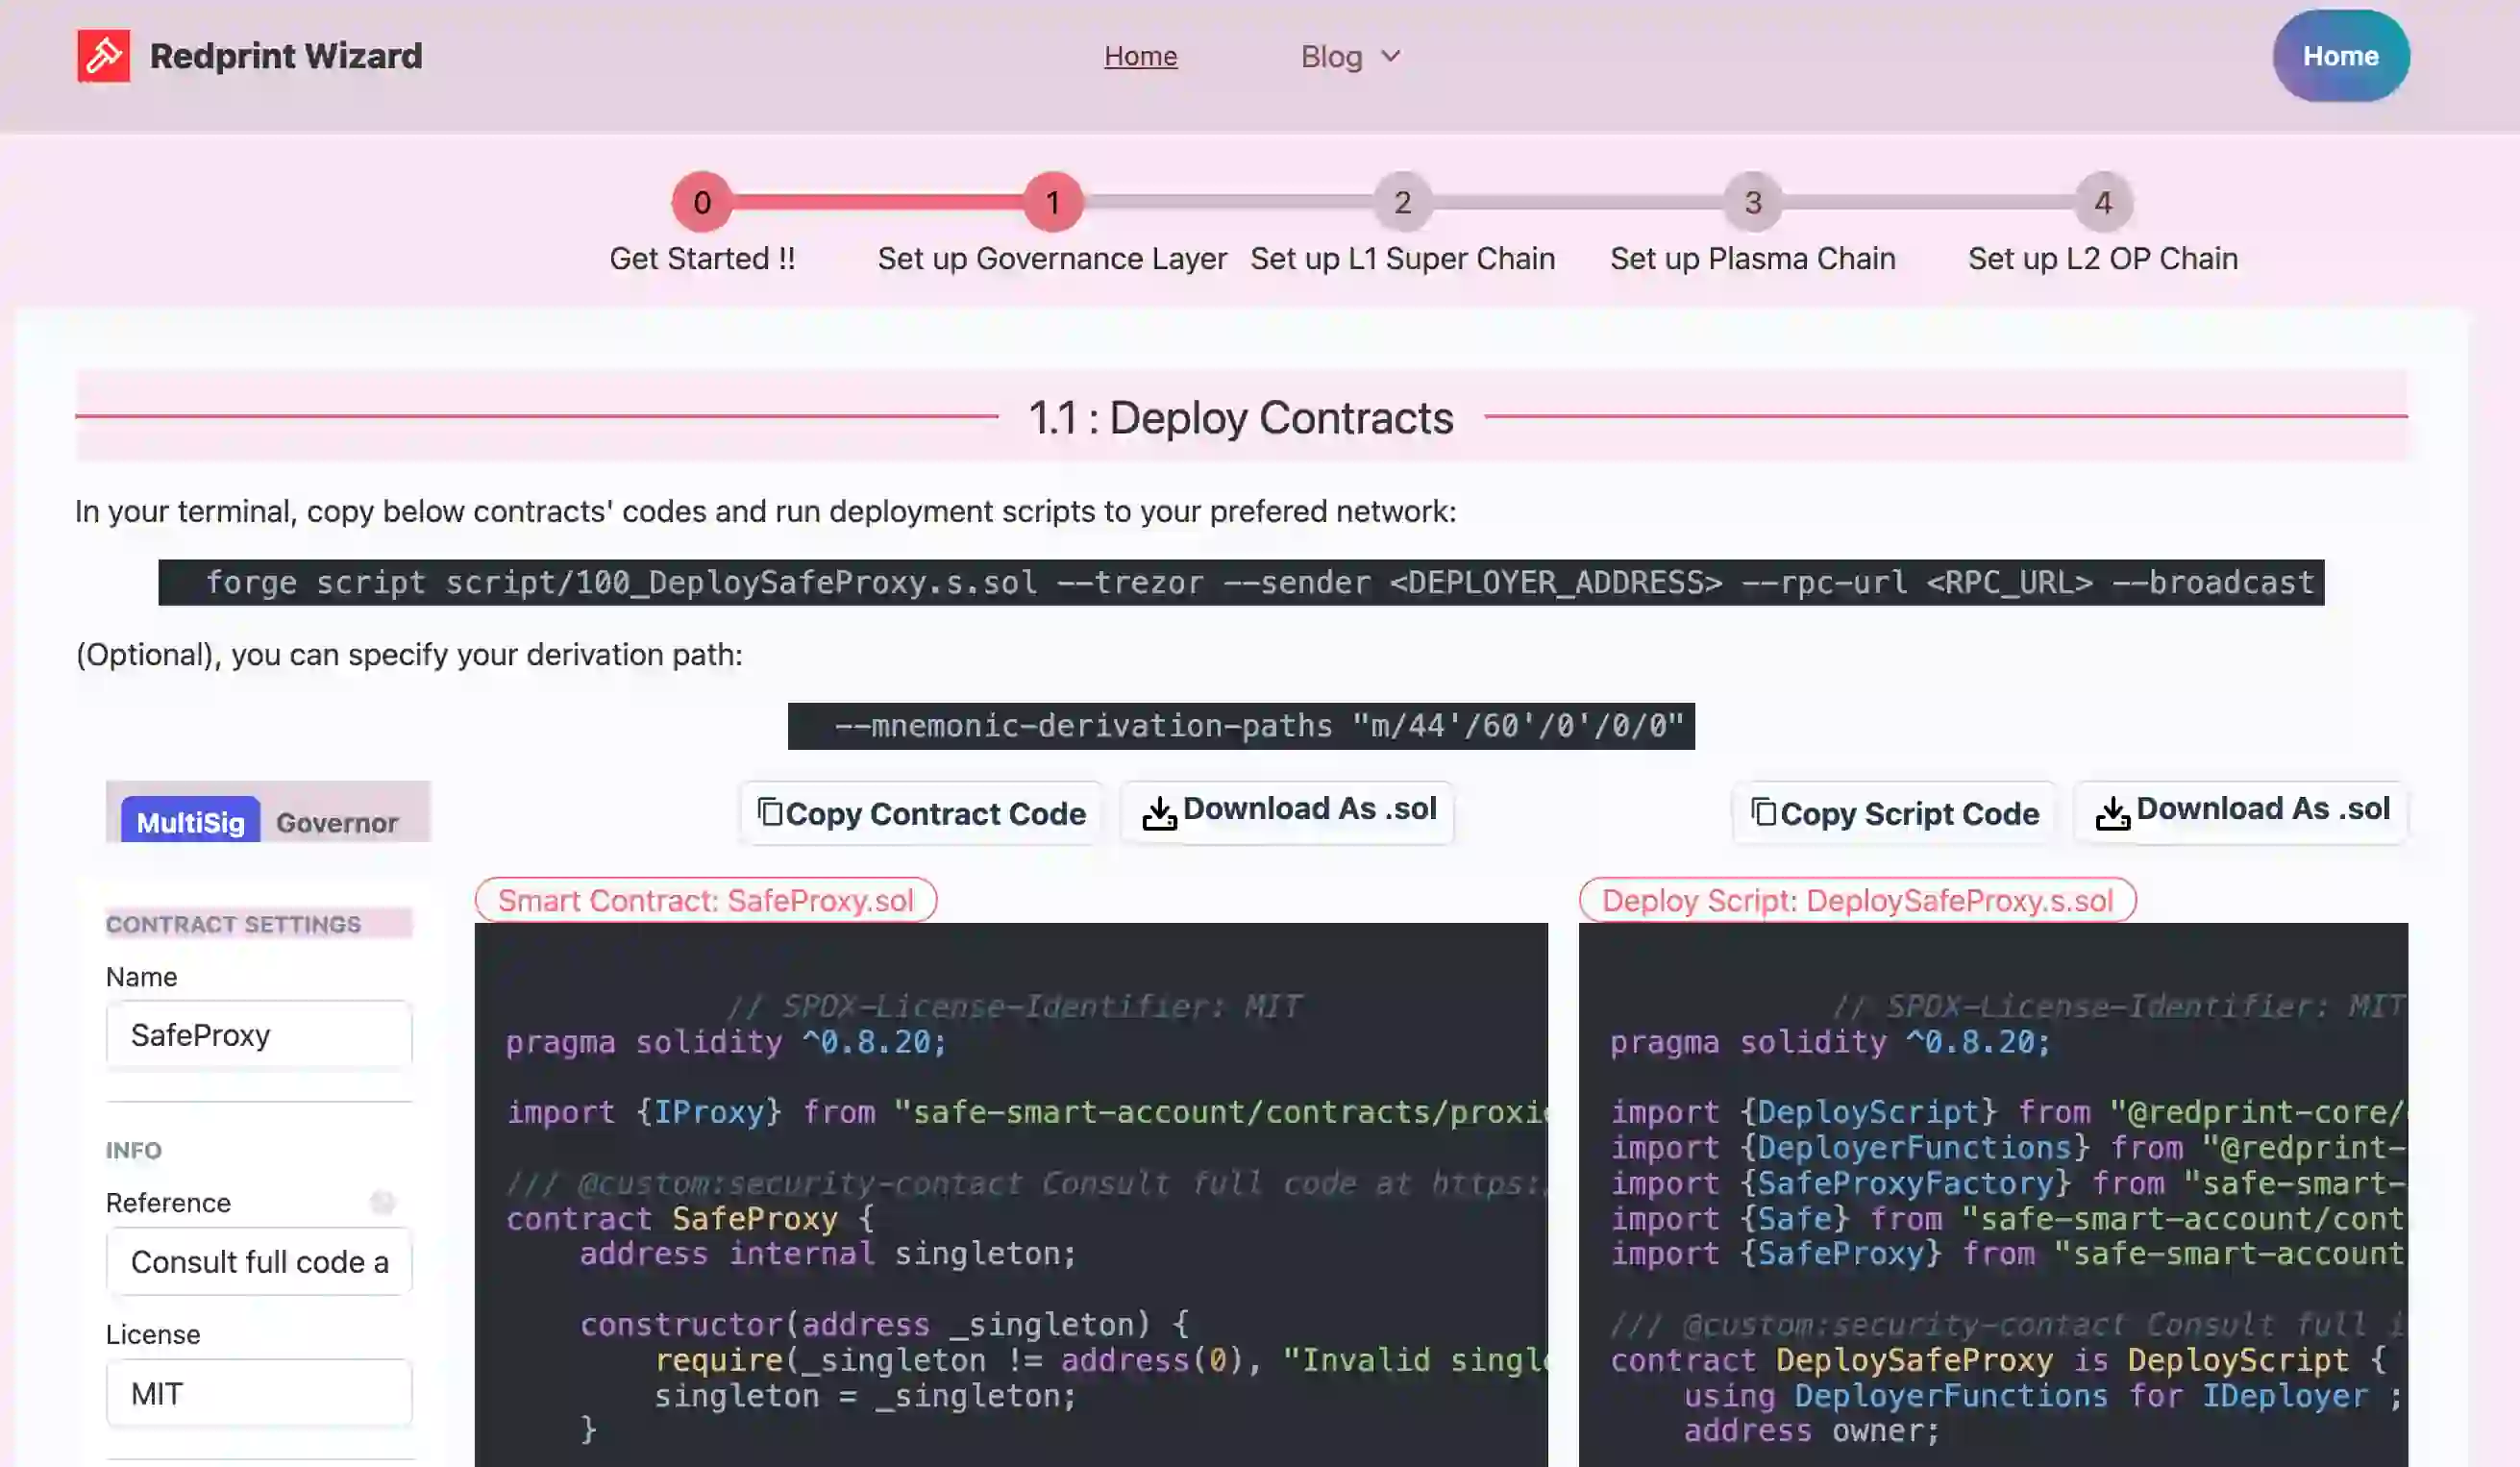 Redprint Wizard
Home
Blog
Home
0
1
2
3
4
Get Started !!
Set up Governance Layer
Set up L1 Super Chain
Set up Plasma Chain
Set up L2 OP Chain
1.1 : Deploy Contracts
In your terminal, copy below contracts' codes and run deployment scripts to your prefered network:
forge script script/100_DeploySafeProxy.s.sol --trezor --sender <DEPLOYER_ADDRESS> --rpc-url <RPC_URL> --broadcast
(Optional), you can specify your derivation path:
--mnemonic-derivation-paths "m/44'/60'/0'/0/0"
MultiSig
Governor
Copy Contract Code
Download As .sol
Copy Script Code
Download As .sol
CONTRACT SETTINGS
Name
SafeProxy
INFO
Reference
Consult full code a
License
MIT
Smart Contract: SafeProxy.sol
// SPDX-License-Identifier: MIT
pragma solidity ^0.8.20;
import {IProxy} from "safe-smart-account/contracts/proxie
/// @custom:security-contact Consult full code at https:
contract SafeProxy {
address internal singleton;
constructor(address _singleton) {
require(_singleton != address(0), "Invalid singl
singleton = _singleton;
}
Deploy Script: DeploySafeProxy.s.sol
// SPDX-License-Identifier: MIT
pragma solidity ^0.8.20;
import {DeployScript} from "@redprint-core/
import {DeployerFunctions} from "@redprint-
import {SafeProxyFactory} from "safe-smart-
import {Safe} from "safe-smart-account/cont
import {SafeProxy} from "safe-smart-account
/// @custom:security-contact Consult full i
contract DeploySafeProxy is DeployScript {
using DeployerFunctions for IDeployer ;
address owner;